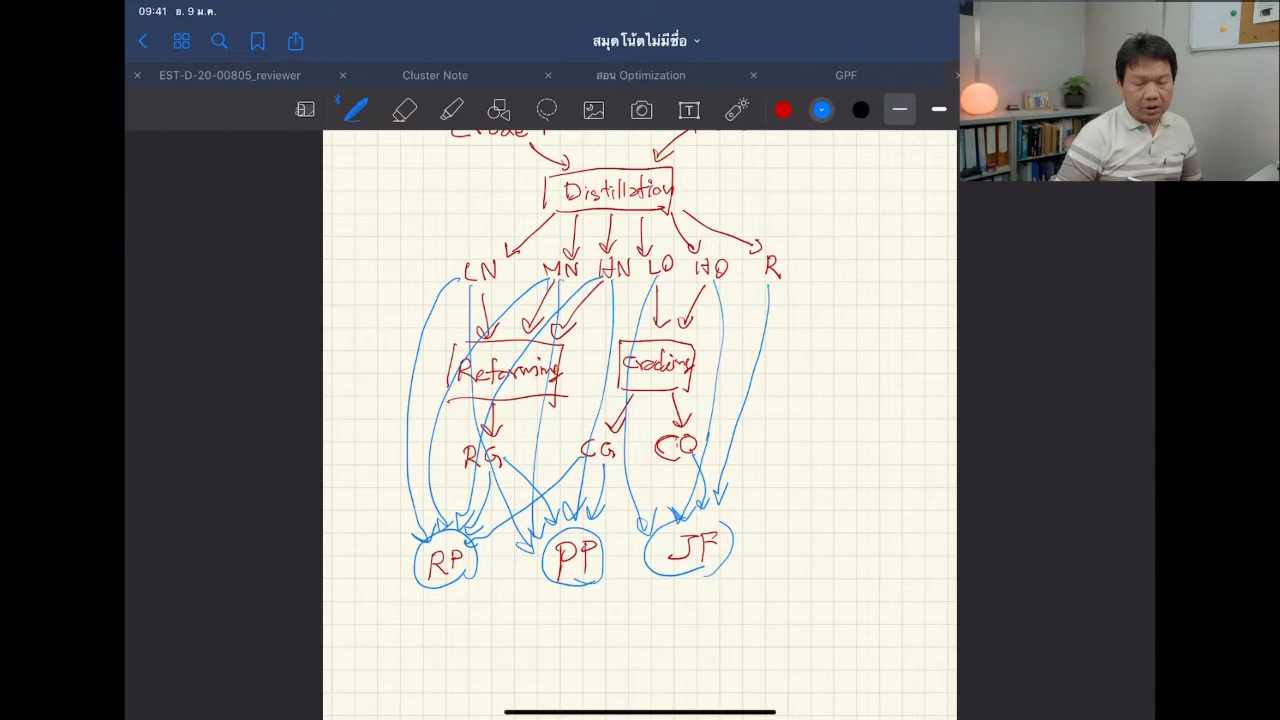 09:41 อ. 9 ม.ค.
สมุดโน้ตไม่มีชื่อ
EST-D-20-00805_reviewer
Cluster Note
สอน Optimization
GPF
Distillation
LN MN HN LO HO R
Reforming
Cracking
RG CG CO
RP PP JF